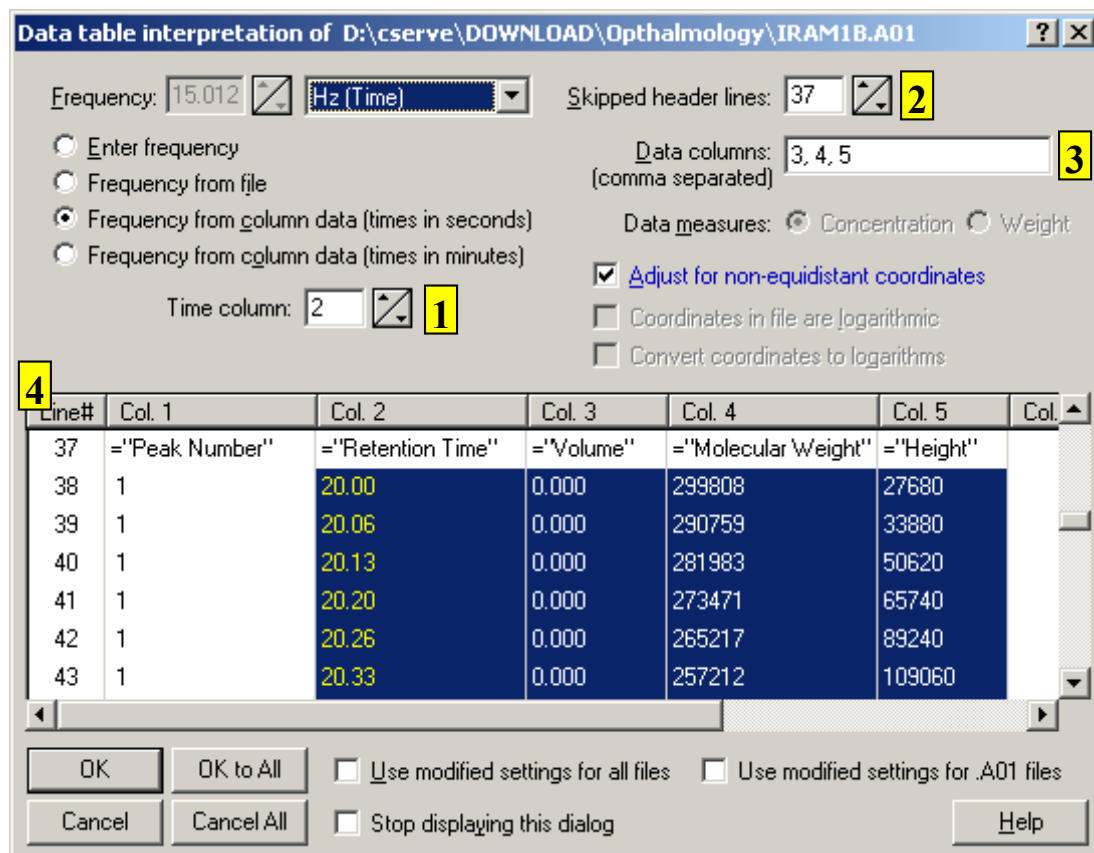 Data table interpretation of D:\cserve\DOWNLOAD\Opthalmology\IRAM1B.A01
Frequency: 15.012 Hz (Time) Skipped header lines: 37 2
Enter frequency
Data columns: 3, 4, 5 3
(comma separated)
Frequency from file
Frequency from column data (times in seconds)
Data measures: Concentration Weight
Frequency from column data (times in minutes)
Adjust for non-equidistant coordinates
Time column: 2 1
Coordinates in file are logarithmic
Convert coordinates to logarithms
4
Line# Col. 1 Col. 2 Col. 3 Col. 4 Col. 5 Col.
37 ="Peak Number" ="Retention Time" ="Volume" ="Molecular Weight" ="Height"
38 1 20.00 0.000 299808 27680
39 1 20.06 0.000 290759 33880
40 1 20.13 0.000 281983 50620
41 1 20.20 0.000 273471 65740
42 1 20.26 0.000 265217 89240
43 1 20.33 0.000 257212 109060
OK OK to All Use modified settings for all files Use modified settings for .A01 files
Cancel Cancel All Stop displaying this dialog Help